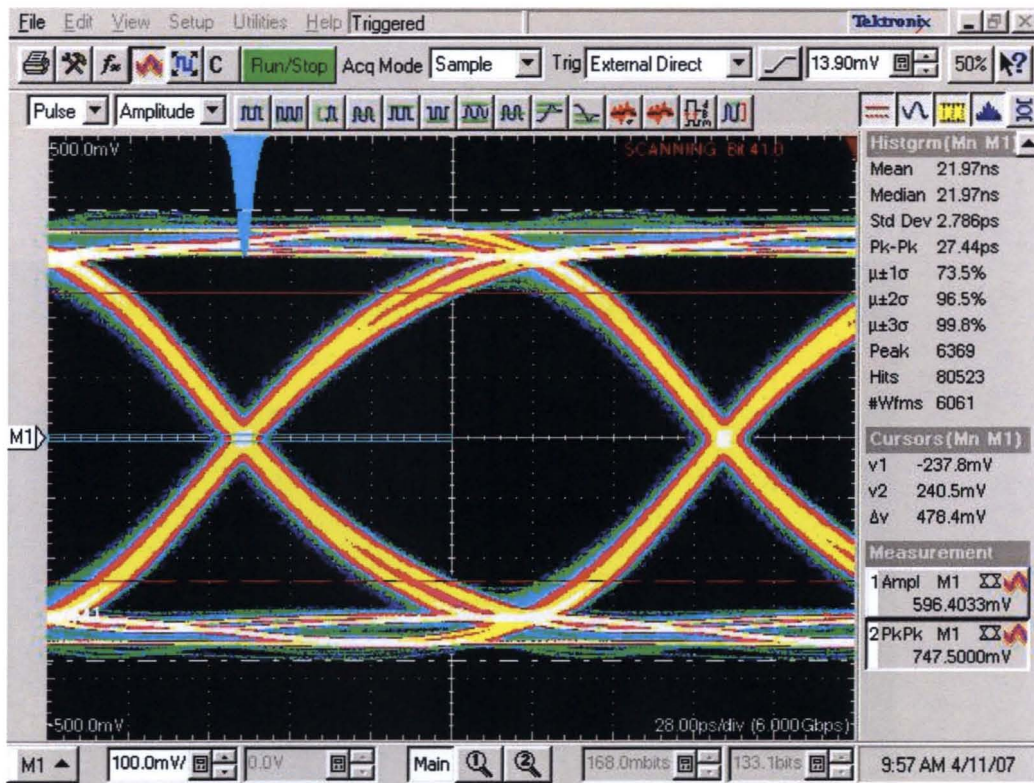 File Edit View Setup Utilities Help Triggered Tektronix
C Run/Stop Acq Mode Sample Trig External Direct 13.90mV 50%
Pulse Amplitude
500.0mV SCANNING: Bit 41.0
Histgrm(Mn M1)
Mean 21.97ns
Median 21.97ns
Std Dev 2.786ps
Pk-Pk 27.44ps
µ±1σ 73.5%
µ±2σ 96.5%
µ±3σ 99.8%
Peak 6369
Hits 80523
#Wfms 6061
M1
Cursors(Mn M1)
v1 -237.8mV
v2 240.5mV
Δv 478.4mV
Measurement
1 Ampl M1
596.4033mV
2 PkPk M1
747.5000mV
-500.0mV 28.00ps/div (6.000Gbps)
M1 100.0mV/ 0.0V Main 1 2 168.0mbits 133.1bits 9:57 AM 4/11/07